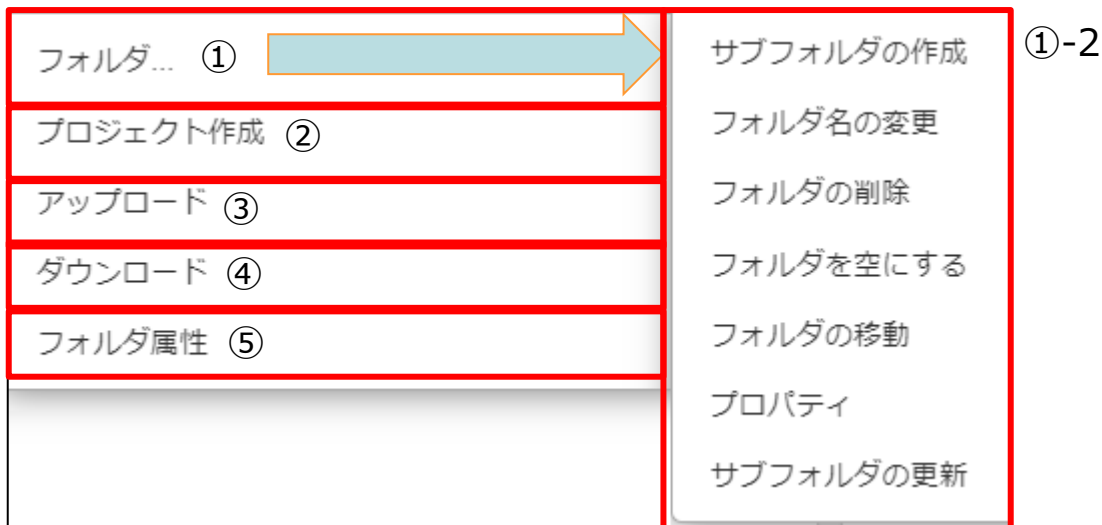 フォルダ... ①
プロジェクト作成 ②
アップロード ③
ダウンロード ④
フォルダ属性 ⑤
サブフォルダの作成
フォルダ名の変更
フォルダの削除
フォルダを空にする
フォルダの移動
プロパティ
サブフォルダの更新
①-2